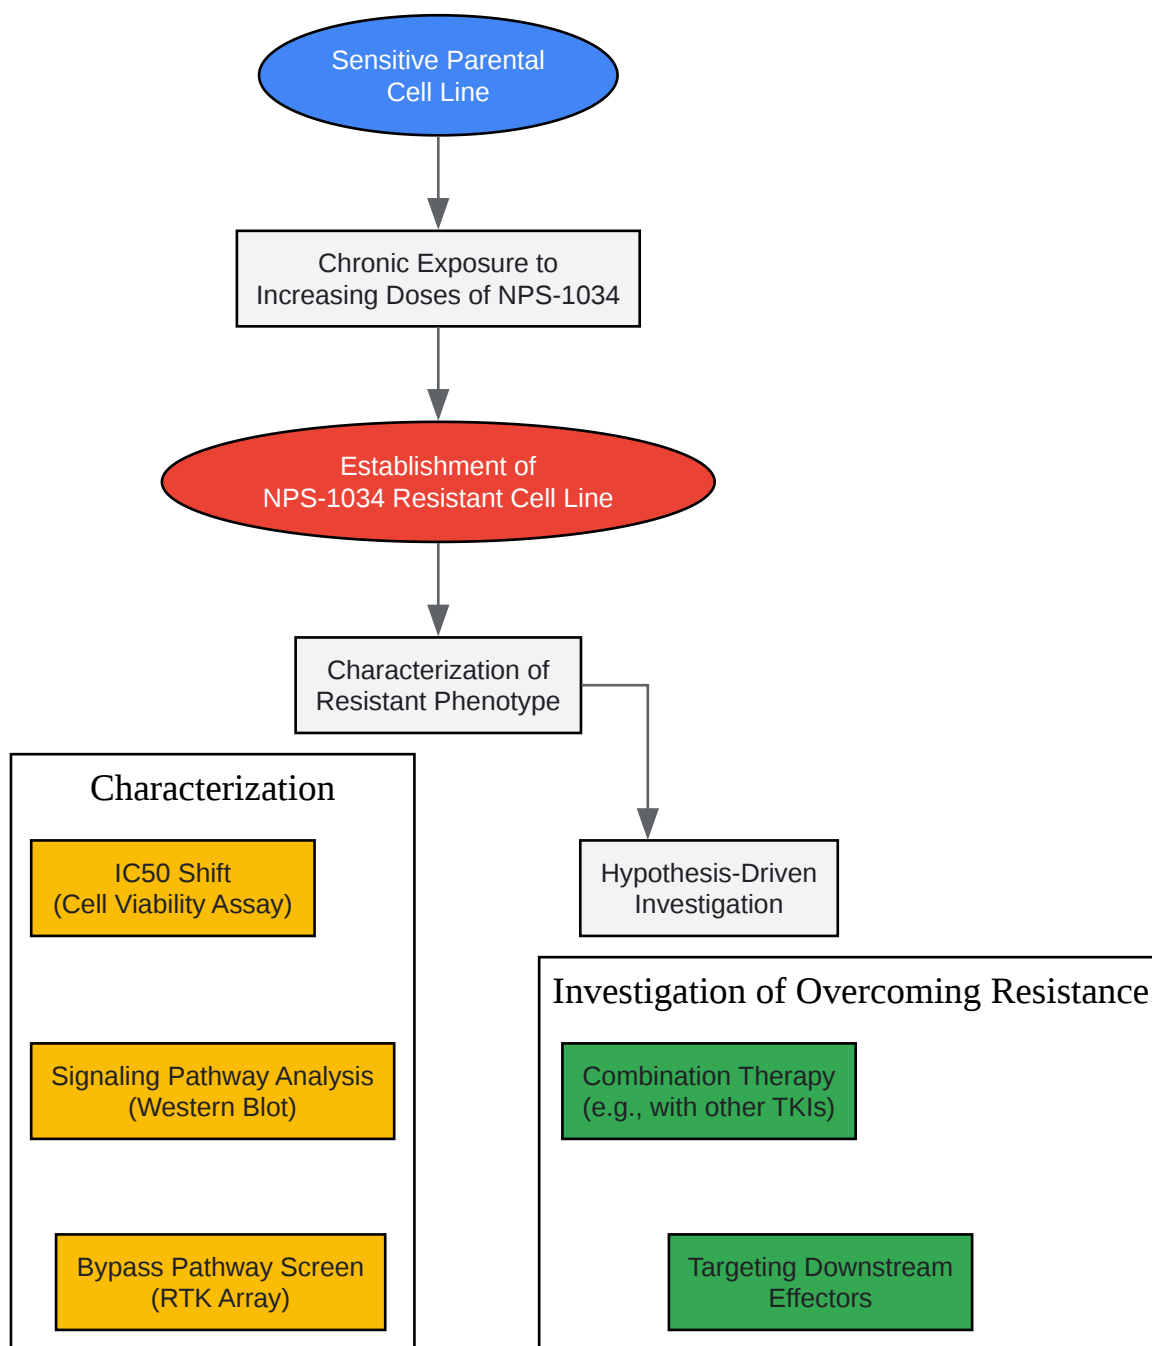 Sensitive Parental
Cell Line
Chronic Exposure to
Increasing Doses of NPS-1034
Establishment of
NPS-1034 Resistant Cell Line
Characterization of
Resistant Phenotype
Characterization
IC50 Shift
(Cell Viability Assay)
Signaling Pathway Analysis
(Western Blot)
Bypass Pathway Screen
(RTK Array)
Hypothesis-Driven
Investigation
Investigation of Overcoming Resistance
Combination Therapy
(e.g., with other TKIs)
Targeting Downstream
Effectors